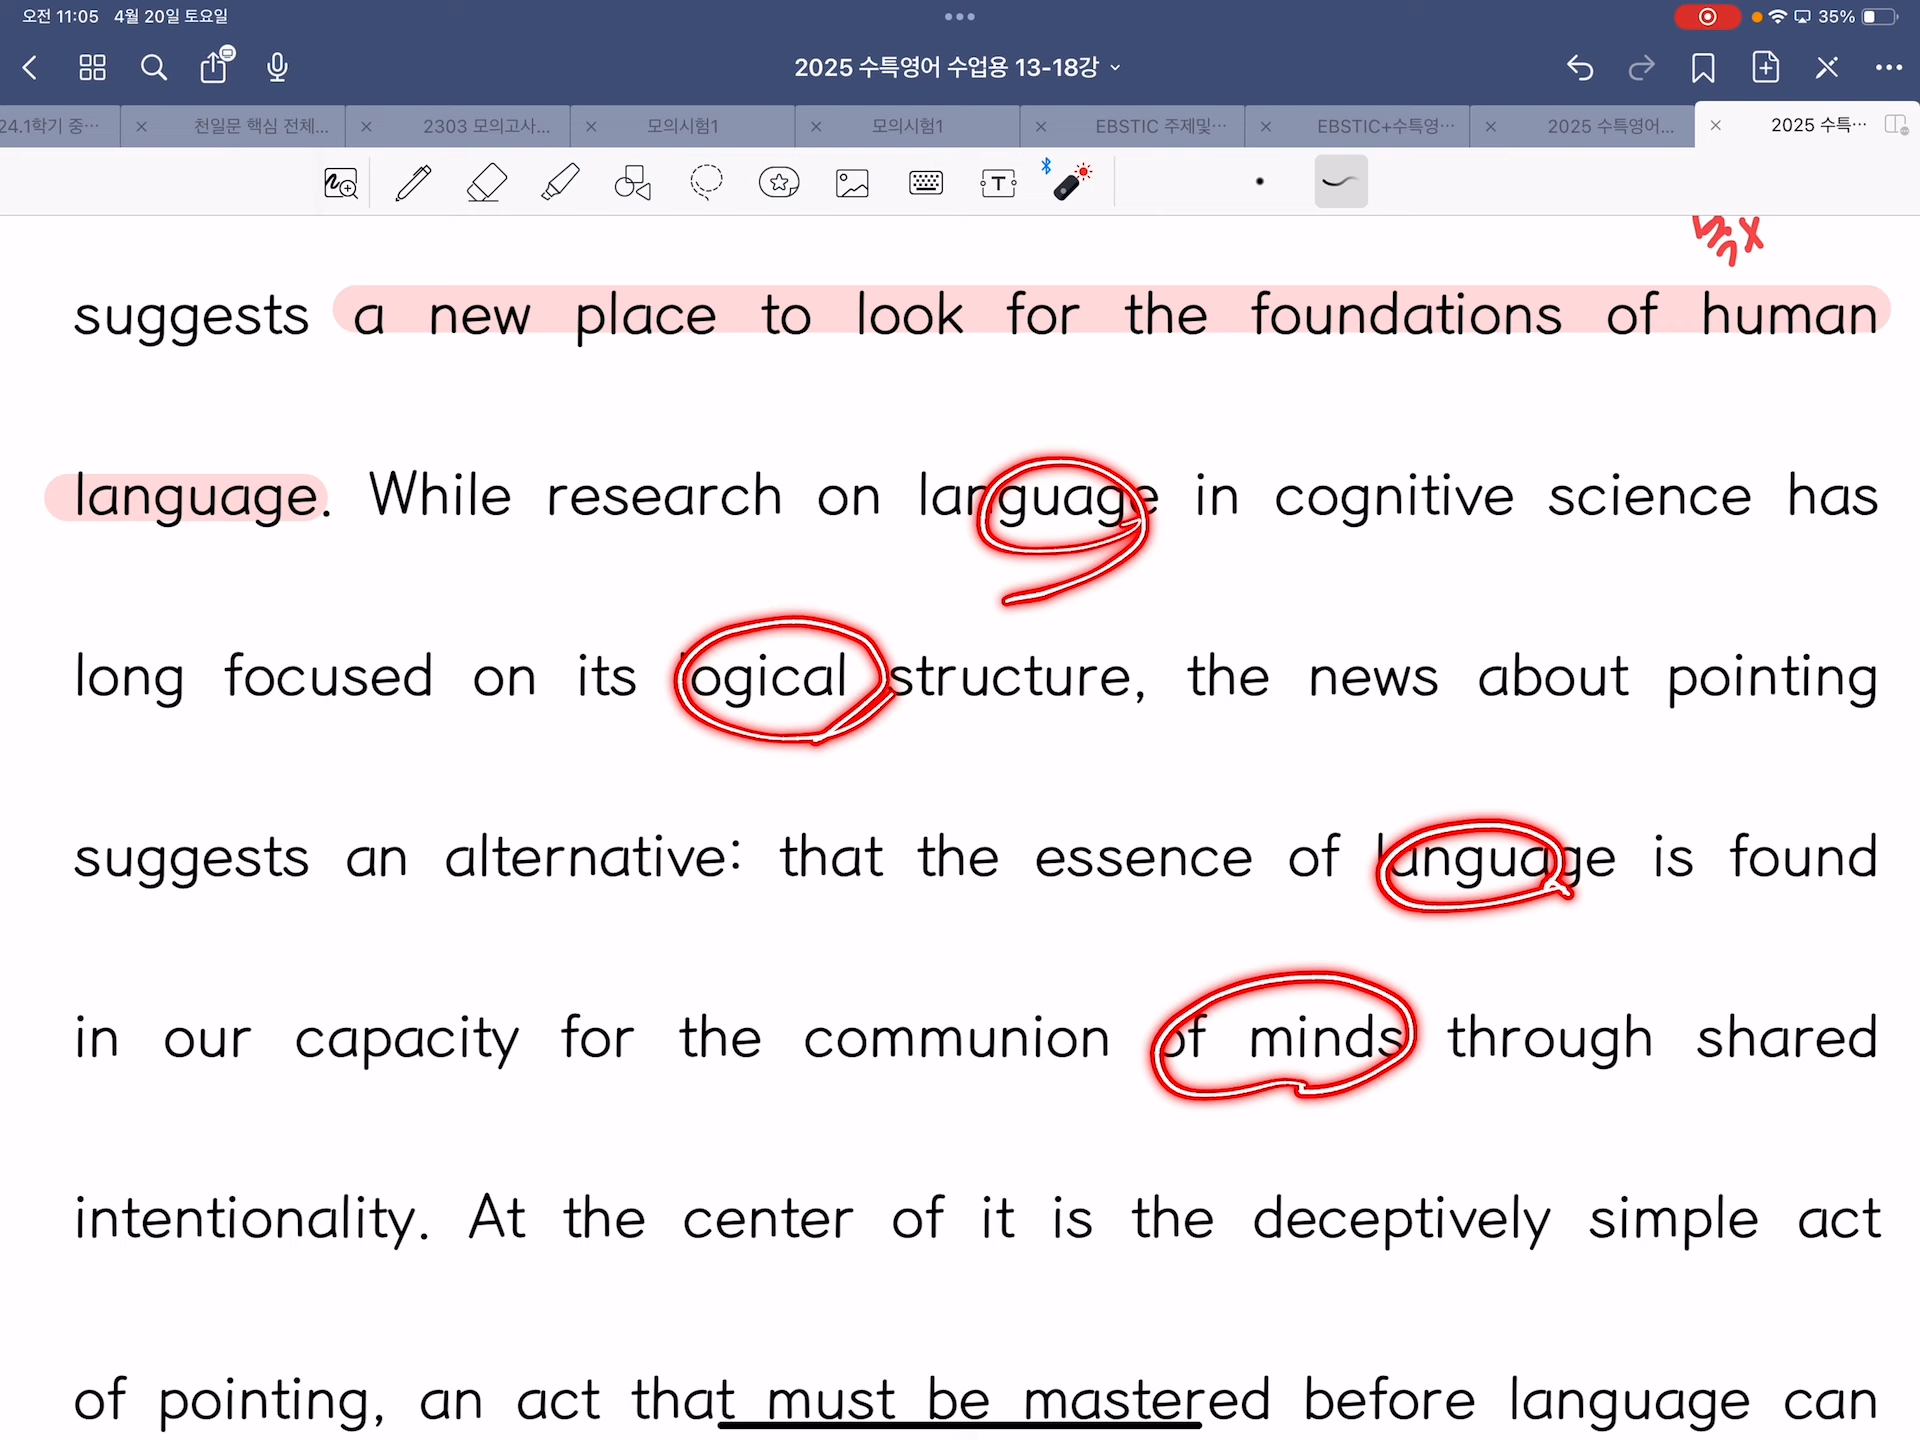 오전 11:05 4월 20일 토요일
35%
2025 수특영어 수업용 13-18강
24.1학기 중…
천일문 핵심 전체...
2303 모의고사...
모의시험1
모의시험1
EBSTIC 주제및…
EBSTIC+수특영…
2025 수특영어...
2025 수특…
suggests a new place to look for the foundations of human
language. While research on language in cognitive science has
long focused on its logical structure, the news about pointing
suggests an alternative: that the essence of language is found
in our capacity for the communion of minds through shared
intentionality. At the center of it is the deceptively simple act
of pointing, an act that must be mastered before language can